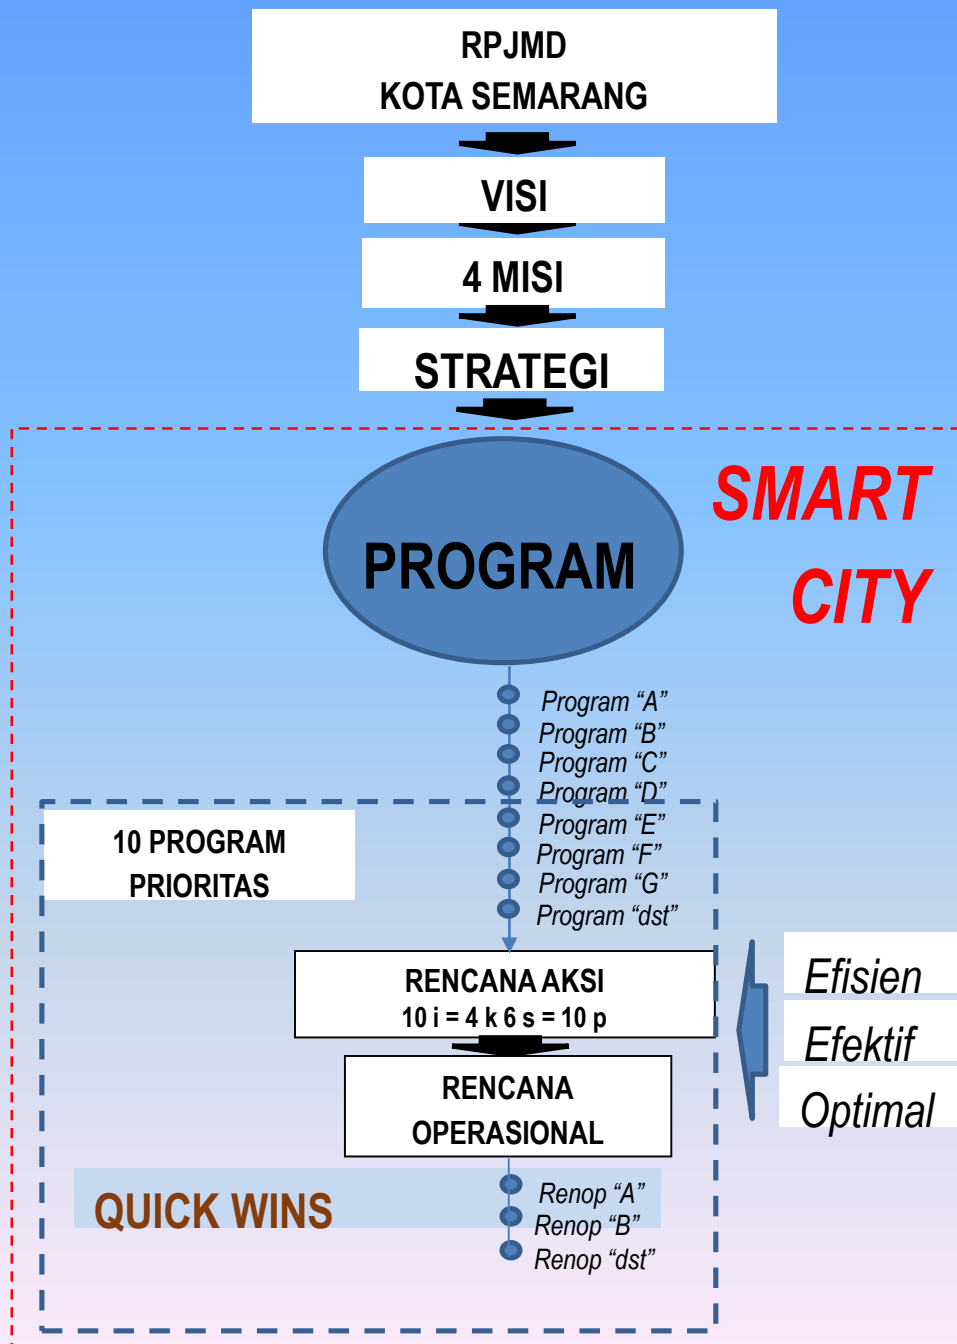 RPJMD
KOTA SEMARANG
VISI
4 MISI
STRATEGI
SMART
CITY
PROGRAM
Program “A”
Program “B”
Program “C”
Program “D”
Program “E”
Program “F”
Program “G”
Program “dst”
10 PROGRAM
PRIORITAS
RENCANA AKSI
10 i = 4 k 6 s = 10 p
Efisien
Efektif
Optimal
RENCANA
OPERASIONAL
QUICK WINS
Renop “A”
Renop “B”
Renop “dst”